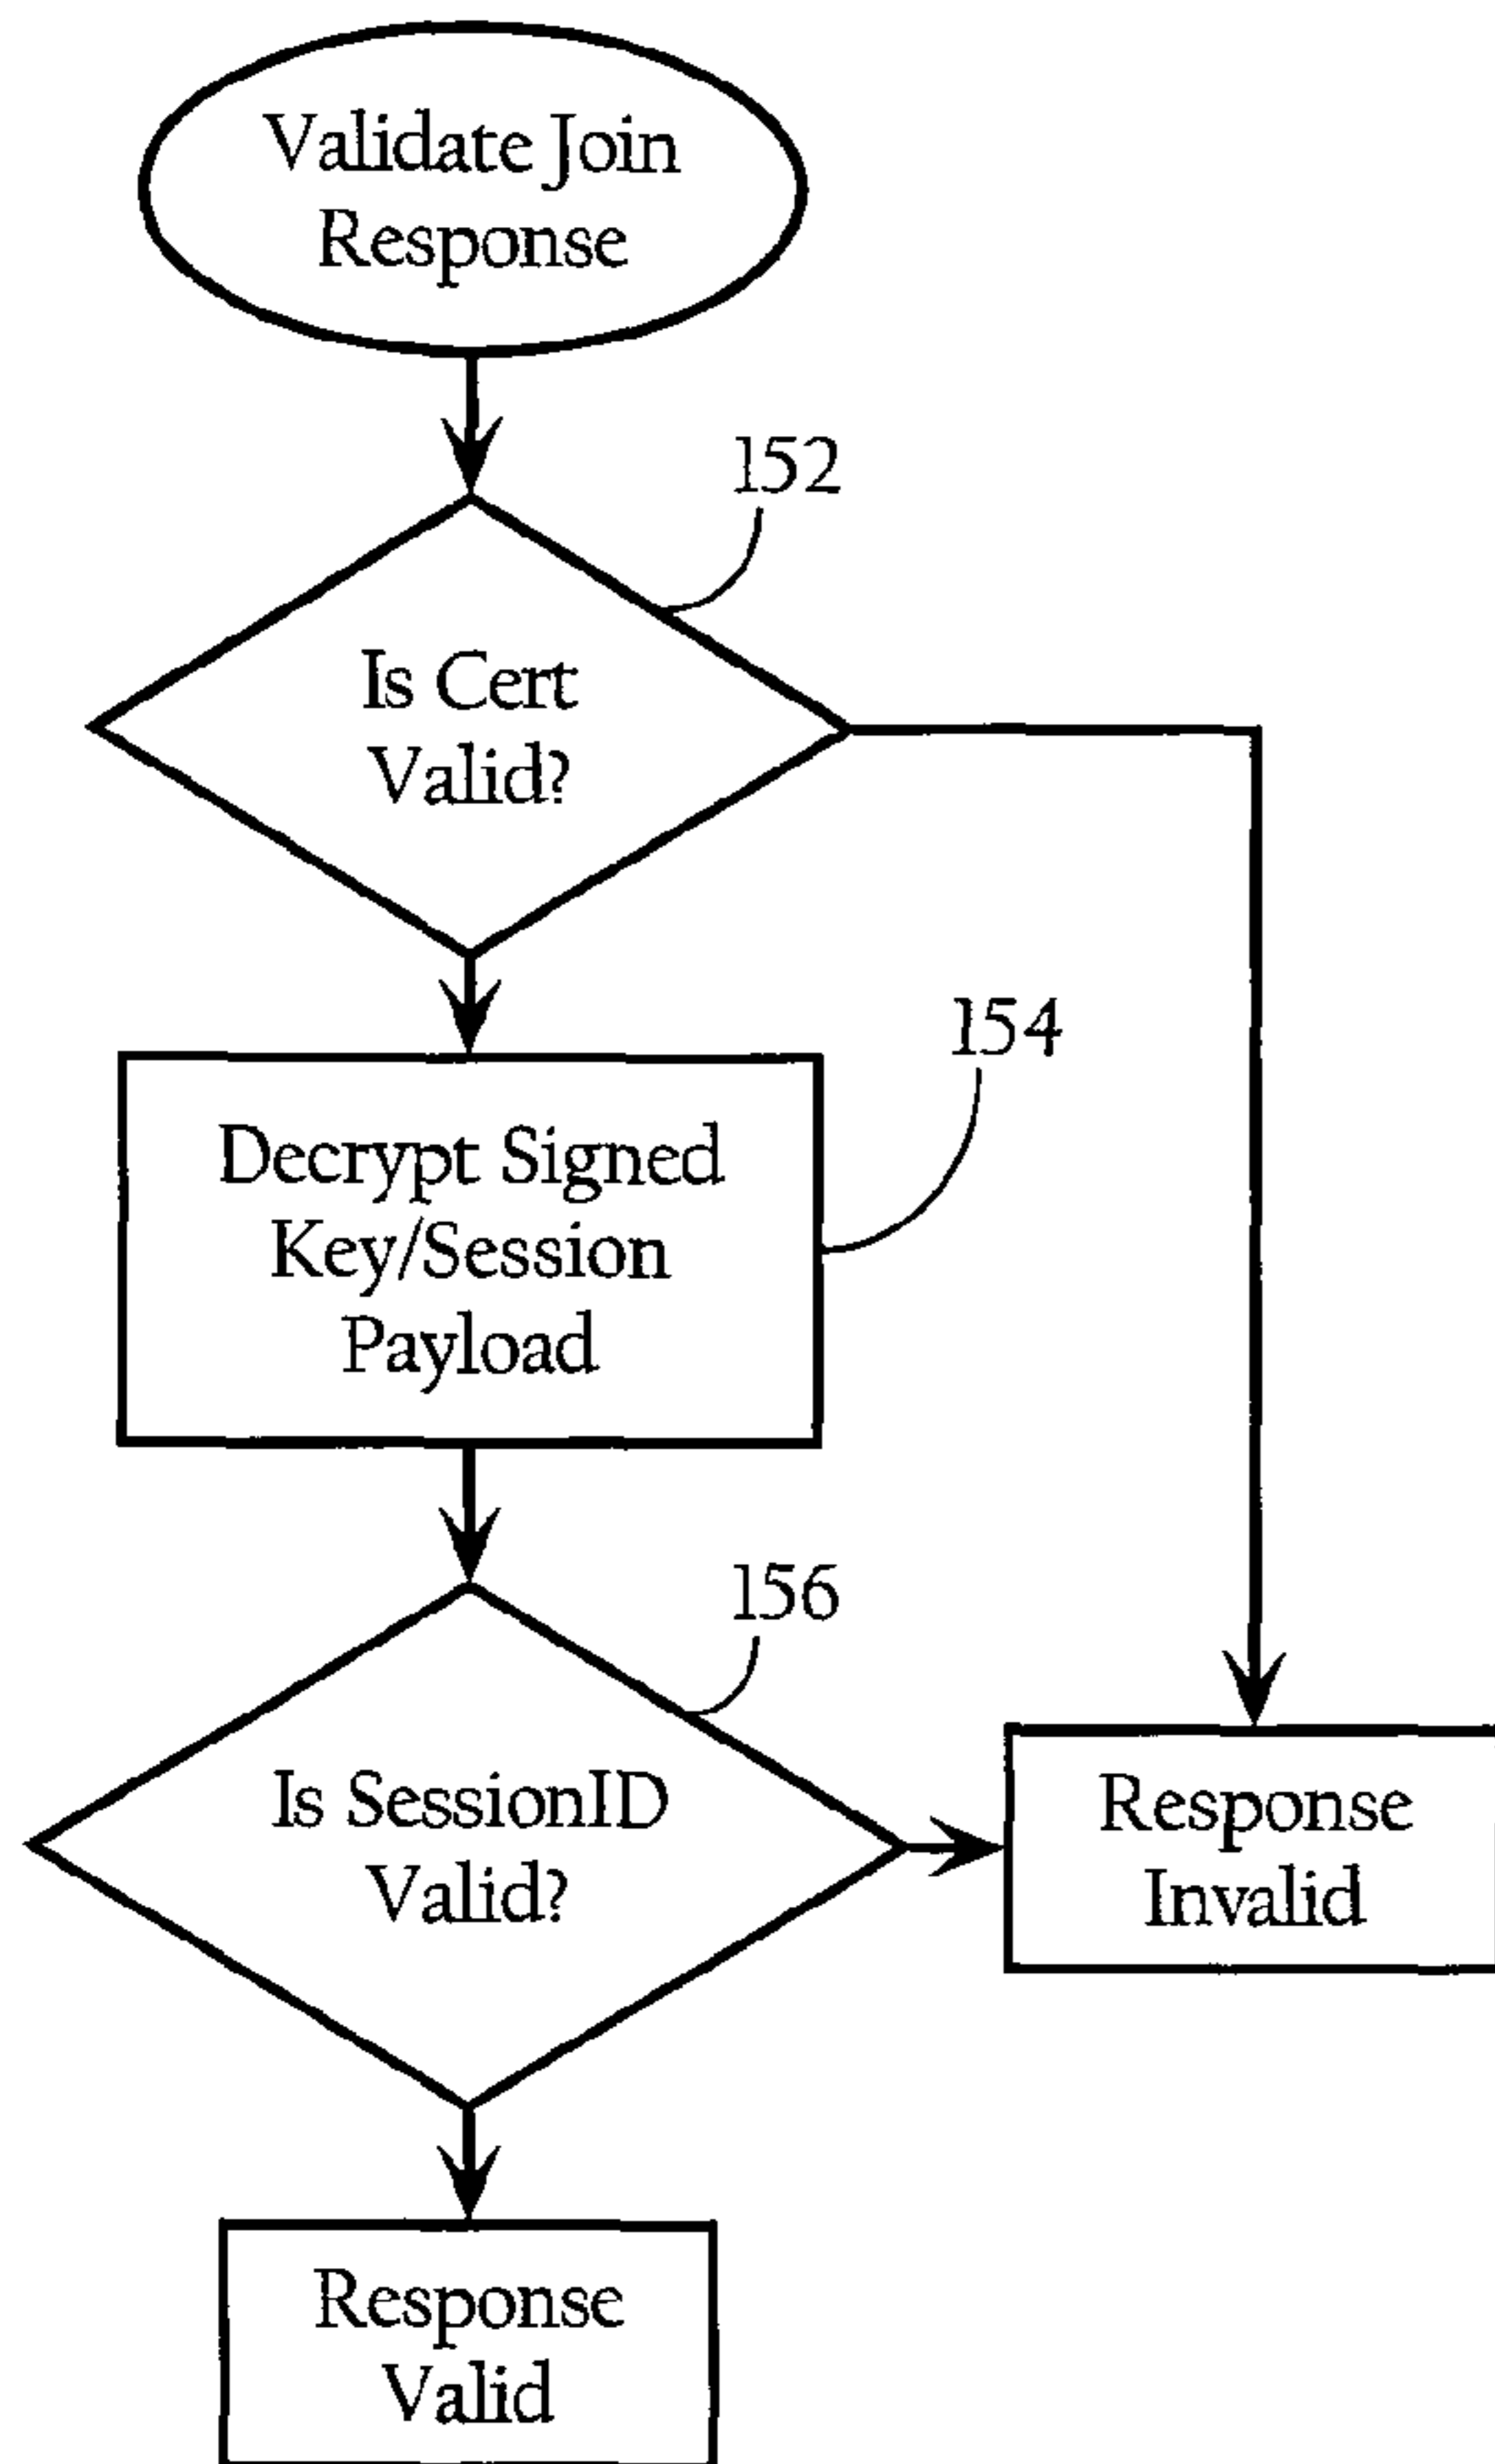 Validate Join
Response
152
Is Cert
Valid?
154
Decrypt Signed
Key/Session
Payload
156
Is SessionID
Valid?
Response
Invalid
Response
Valid